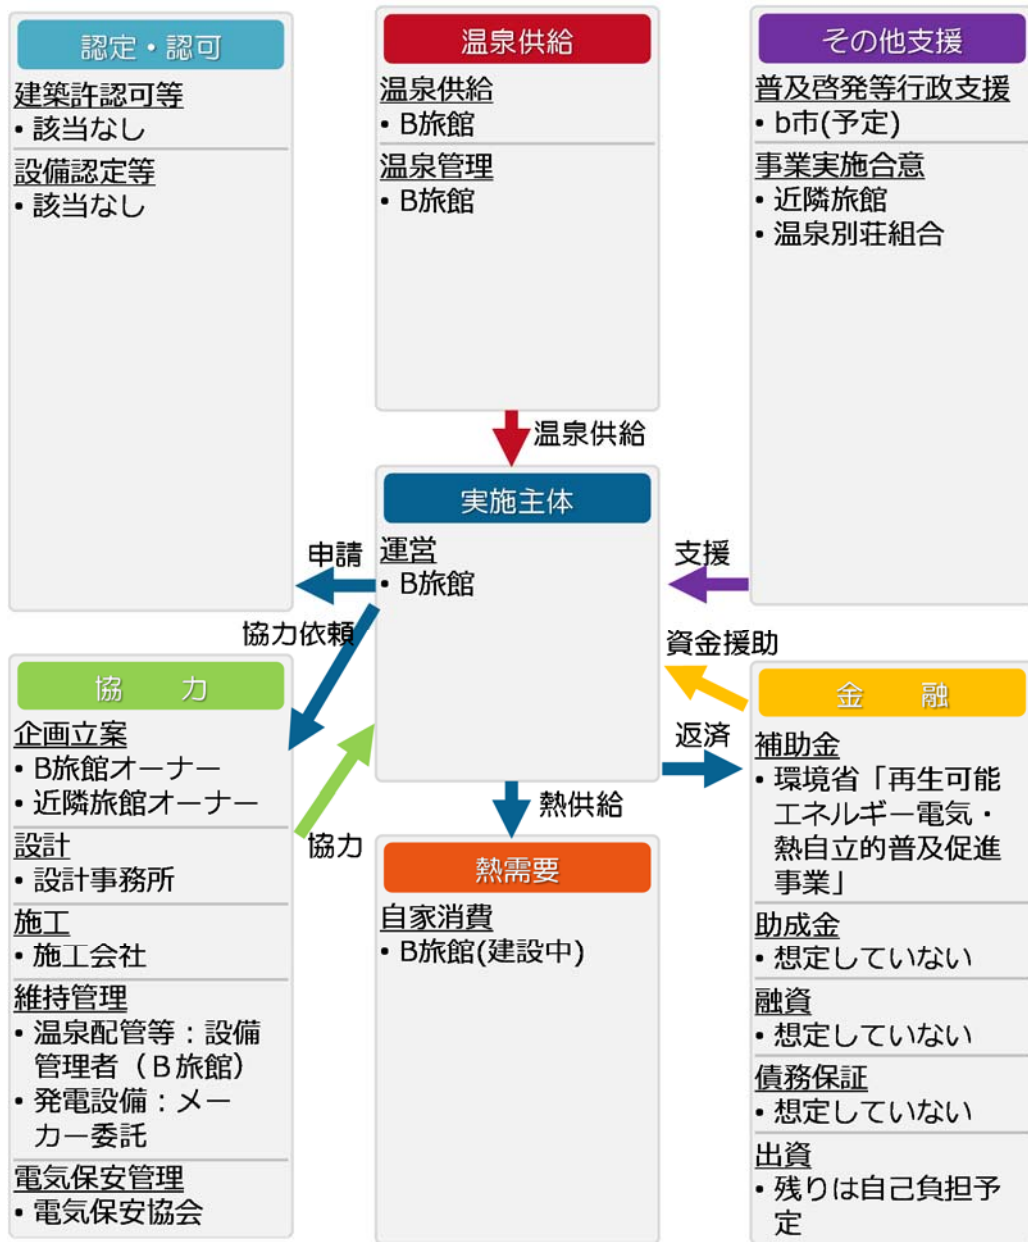 認定・認可
建築許認可等
• 該当なし
設備認定等
• 該当なし
温泉供給
温泉供給
• B旅館
温泉管理
• B旅館
その他支援
普及啓発等行政支援
• b市(予定)
事業実施合意
• 近隣旅館
• 温泉別荘組合
温泉供給
実施主体
運営
• B旅館
申請
支援
協力依頼
資金援助
返済
協力
熱供給
協　力
企画立案
• B旅館オーナー
• 近隣旅館オーナー
設計
• 設計事務所
施工
• 施工会社
維持管理
• 温泉配管等：設備
管理者（B旅館）
• 発電設備：メー
カー委託
電気保安管理
• 電気保安協会
熱需要
自家消費
• B旅館(建設中)
金　融
補助金
• 環境省「再生可能
エネルギー電気・
熱自立的普及促進
事業」
助成金
• 想定していない
融資
• 想定していない
債務保証
• 想定していない
出資
• 残りは自己負担予
定